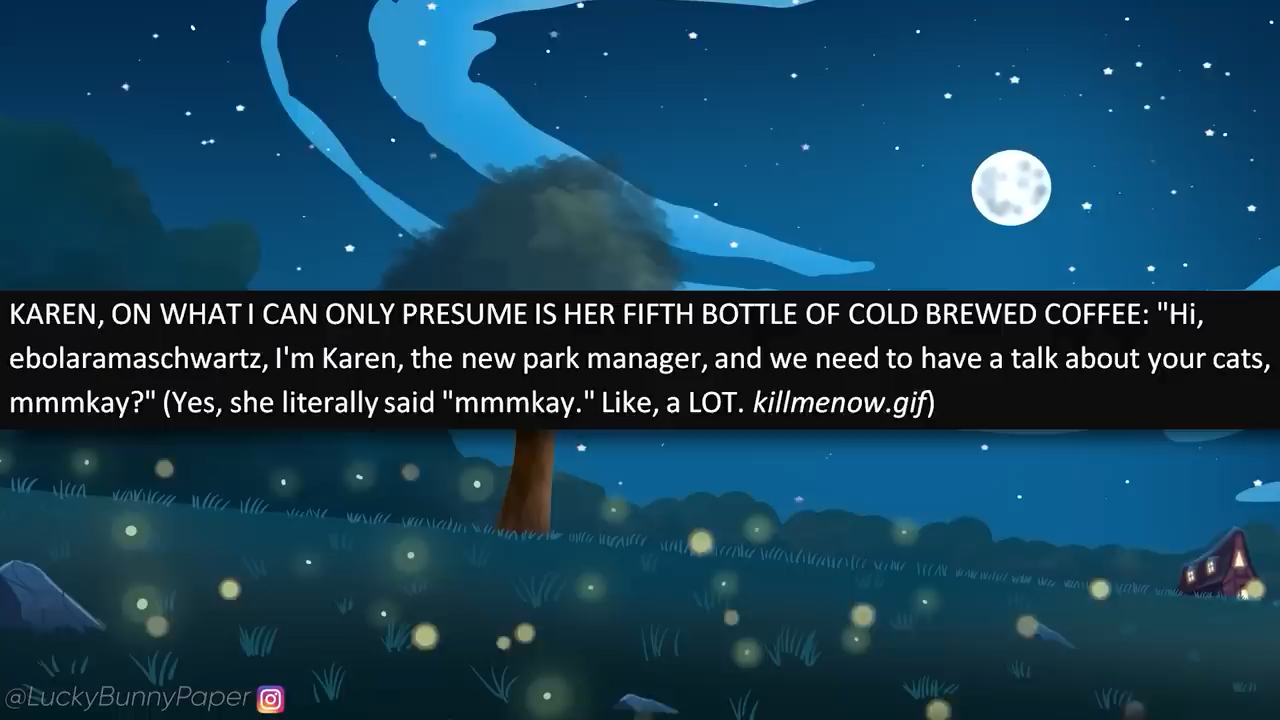 KAREN, ON WHAT I CAN ONLY PRESUME IS HER FIFTH BOTTLE OF COLD BREWED COFFEE: "Hi,
ebolaramaschwartz, I'm Karen, the new park manager, and we need to have a talk about your cats,
mmmkay?" (Yes, she literally said "mmmkay." Like, a LOT. killmenow.gif)
@LuckyBunnyPaper